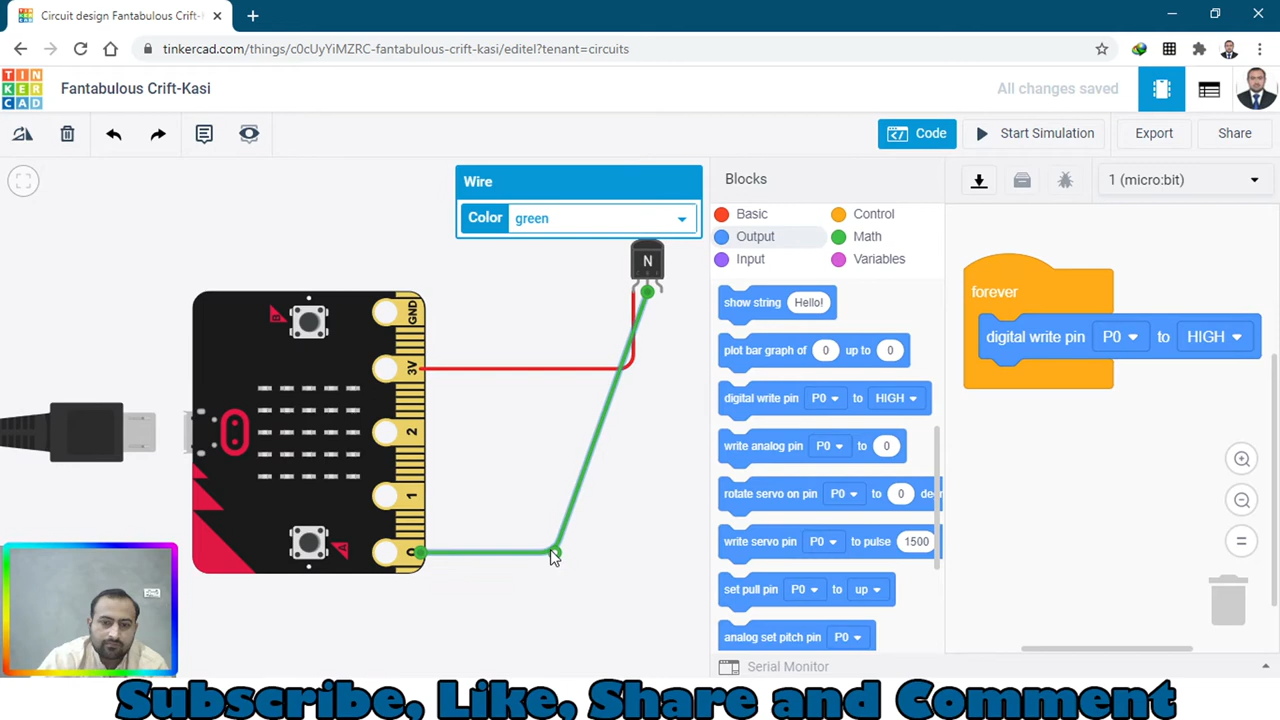 Circuit design Fantabulous Crift-
tinkercad.com/things/c0cUyYiMZRC-fantabulous-crift-kasi/editel?tenant=circuits
TIN
KER
CAD
Fantabulous Crift-Kasi
All changes saved
Code
Start Simulation
Export
Share
Wire
Color green
N
GND
3V
2
1
0
B
A
Blocks
1 (micro:bit)
Basic
Control
Output
Math
Input
Variables
show string Hello!
plot bar graph of 0 up to 0
digital write pin P0 to HIGH
write analog pin P0 to 0
rotate servo on pin P0 to 0
write servo pin P0 to pulse 1500
set pull pin P0 to up
analog set pitch pin P0
forever
digital write pin P0 to HIGH
Serial Monitor
Subscribe, Like, Share and Comment